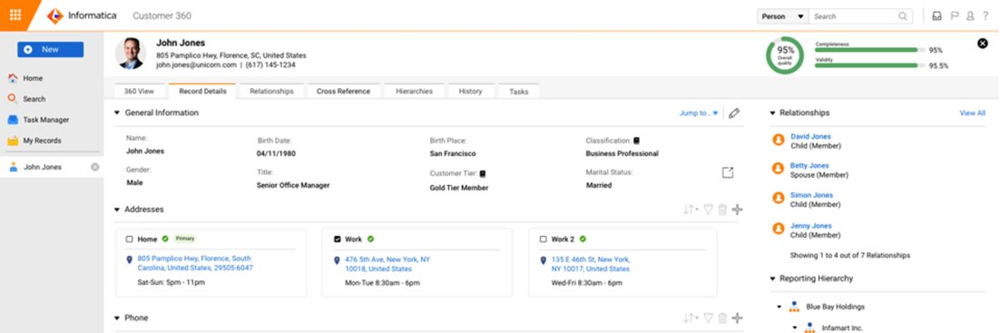 Informatica Customer 360
Person
Search
?
New
Home
Search
Task Manager
My Records
John Jones
John Jones
805 Pamplico Hwy, Florence, SC, United States
john.jones@unicorn.com | (617) 145-1234
95%
Overall
quality
Completeness
95%
Validity
95.5%
360 View
Record Details
Relationships
Cross Reference
Hierarchies
History
Tasks
General Information
Jump to...
Name:
John Jones
Birth Date:
04/11/1980
Birth Place:
San Francisco
Classification:
Business Professional
Gender:
Male
Title:
Senior Office Manager
Customer Tier:
Gold Tier Member
Marital Status:
Married
Addresses
Home Primary
805 Pamplico Hwy, Florence, South
Carolina, United States, 29505-6047
Sat-Sun: 5pm - 11pm
Work
476 5th Ave, New York, NY
10018, United States
Mon-Tue 8:30am - 6pm
Work 2
135 E 46th St, New York,
NY 10017, United States
Wed-Fri 8:30am - 6pm
Phone
Relationships
View All
David Jones
Child (Member)
Betty Jones
Spouse (Member)
Simon Jones
Child (Member)
Jenny Jones
Child (Member)
Showing 1 to 4 out of 7 Relationships
Reporting Hierarchy
Blue Bay Holdings
Infamart Inc.